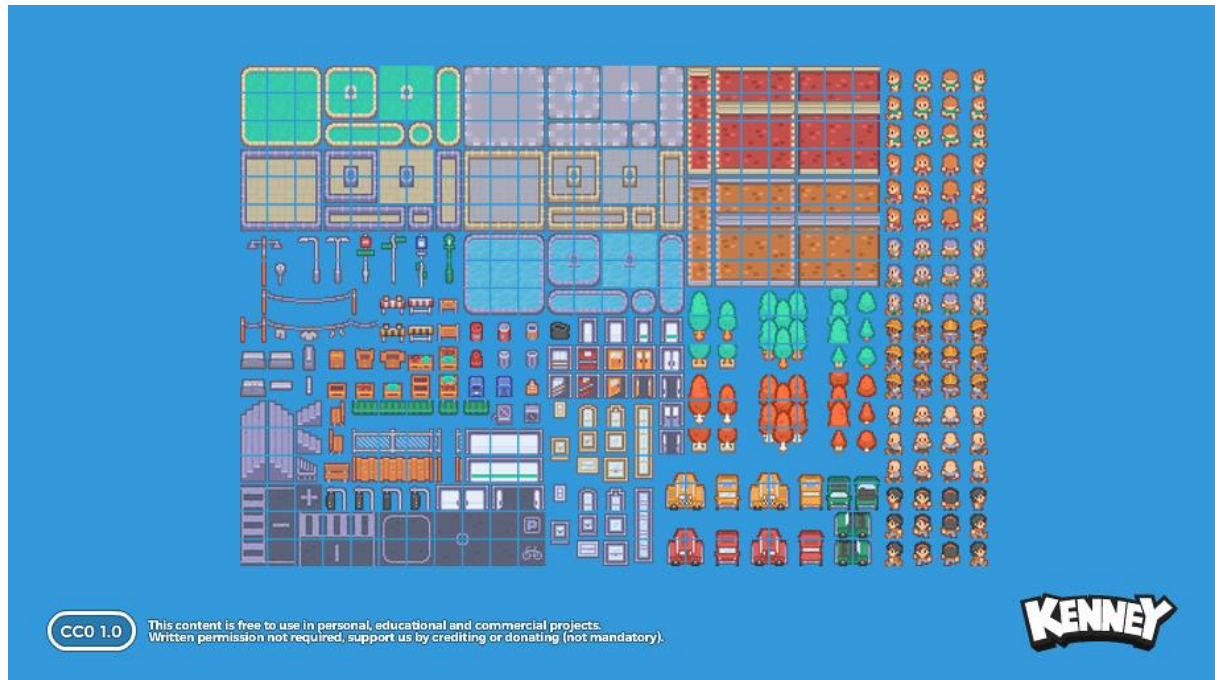 P
CC0 1.0
This content is free to use in personal, educational and commercial projects.
Written permission not required, support us by crediting or donating (not mandatory).
KENNEY